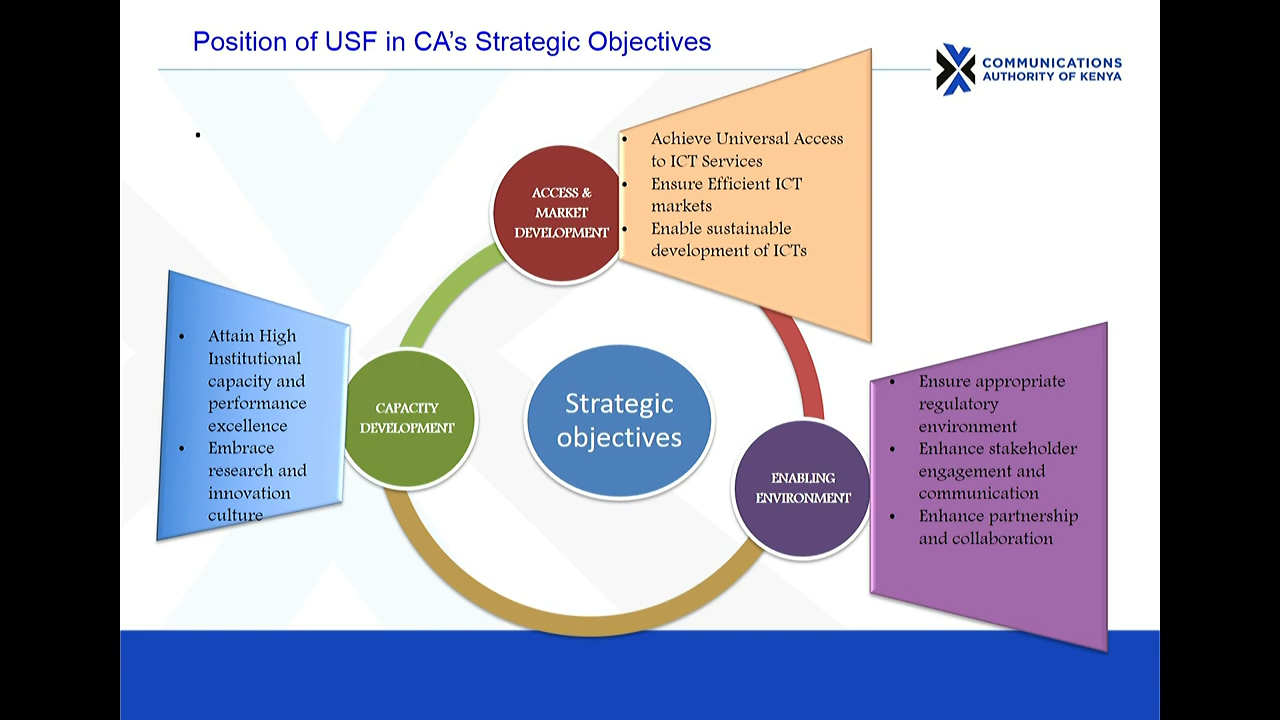 Position of USF in CA's Strategic Objectives
COMMUNICATIONS
AUTHORITY OF KENYA
•
ACCESS &
MARKET
DEVELOPMENT
• Achieve Universal Access
to ICT Services
• Ensure Efficient ICT
markets
• Enable sustainable
development of ICTs
• Attain High
Institutional
capacity and
performance
excellence
• Embrace
research and
innovation
culture
CAPACITY
DEVELOPMENT
Strategic
objectives
ENABLING
ENVIRONMENT
• Ensure appropriate
regulatory
environment
• Enhance stakeholder
engagement and
communication
• Enhance partnership
and collaboration